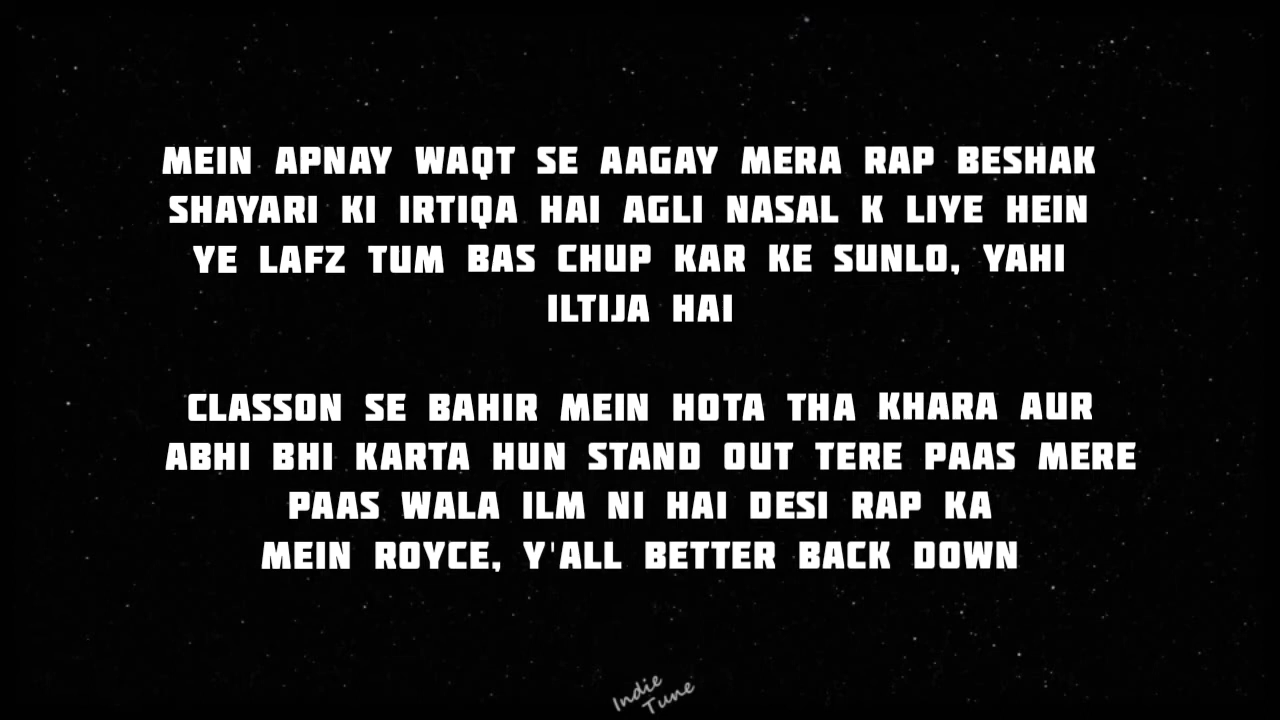 MEIN APNAY WAQT SE AAGAY MERA RAP BESHAK
SHAYARI KI IRTIQA HAI AGLI NASAL K LIYE HEIN
YE LAFZ TUM BAS CHUP KAR KE SUNLO, YAHI
ILTIJA HAI
CLASSON SE BAHIR MEIN HOTA THA KHARA AUR
ABHI BHI KARTA HUN STAND OUT TERE PAAS MERE
PAAS WALA ILM NI HAI DESI RAP KA
MEIN ROYCE, Y'ALL BETTER BACK DOWN
Indie
Tune